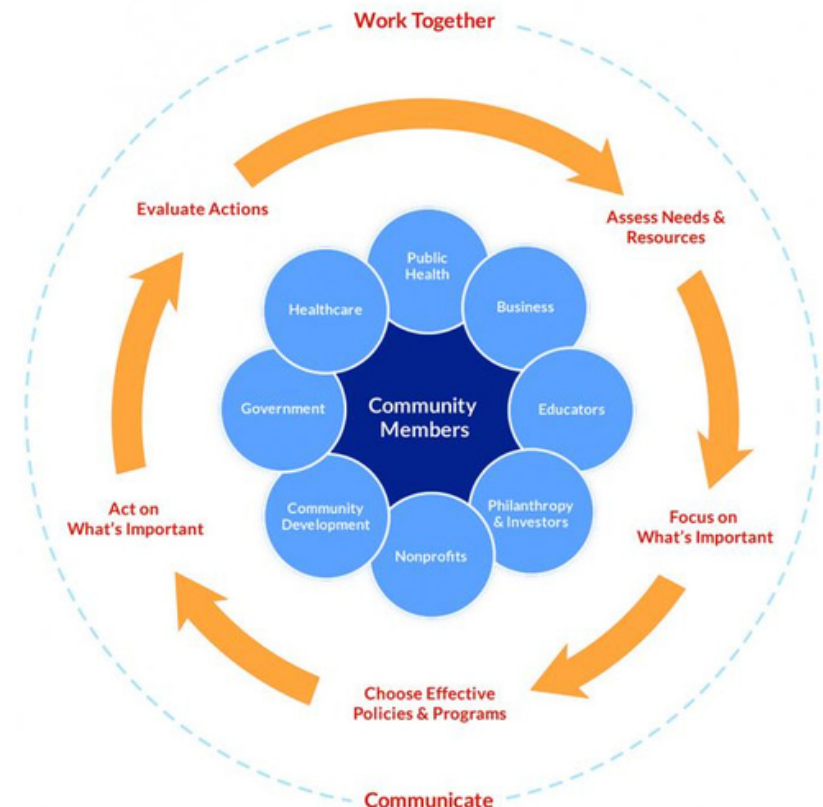 Work Together
Evaluate Actions
Assess Needs &
Resources
Public
Health
Healthcare
Business
Government
Community
Members
Educators
Community
Development
Philanthropy
& Investors
Nonprofits
Act on
What's Important
Focus on
What's Important
Choose Effective
Policies & Programs
Communicate